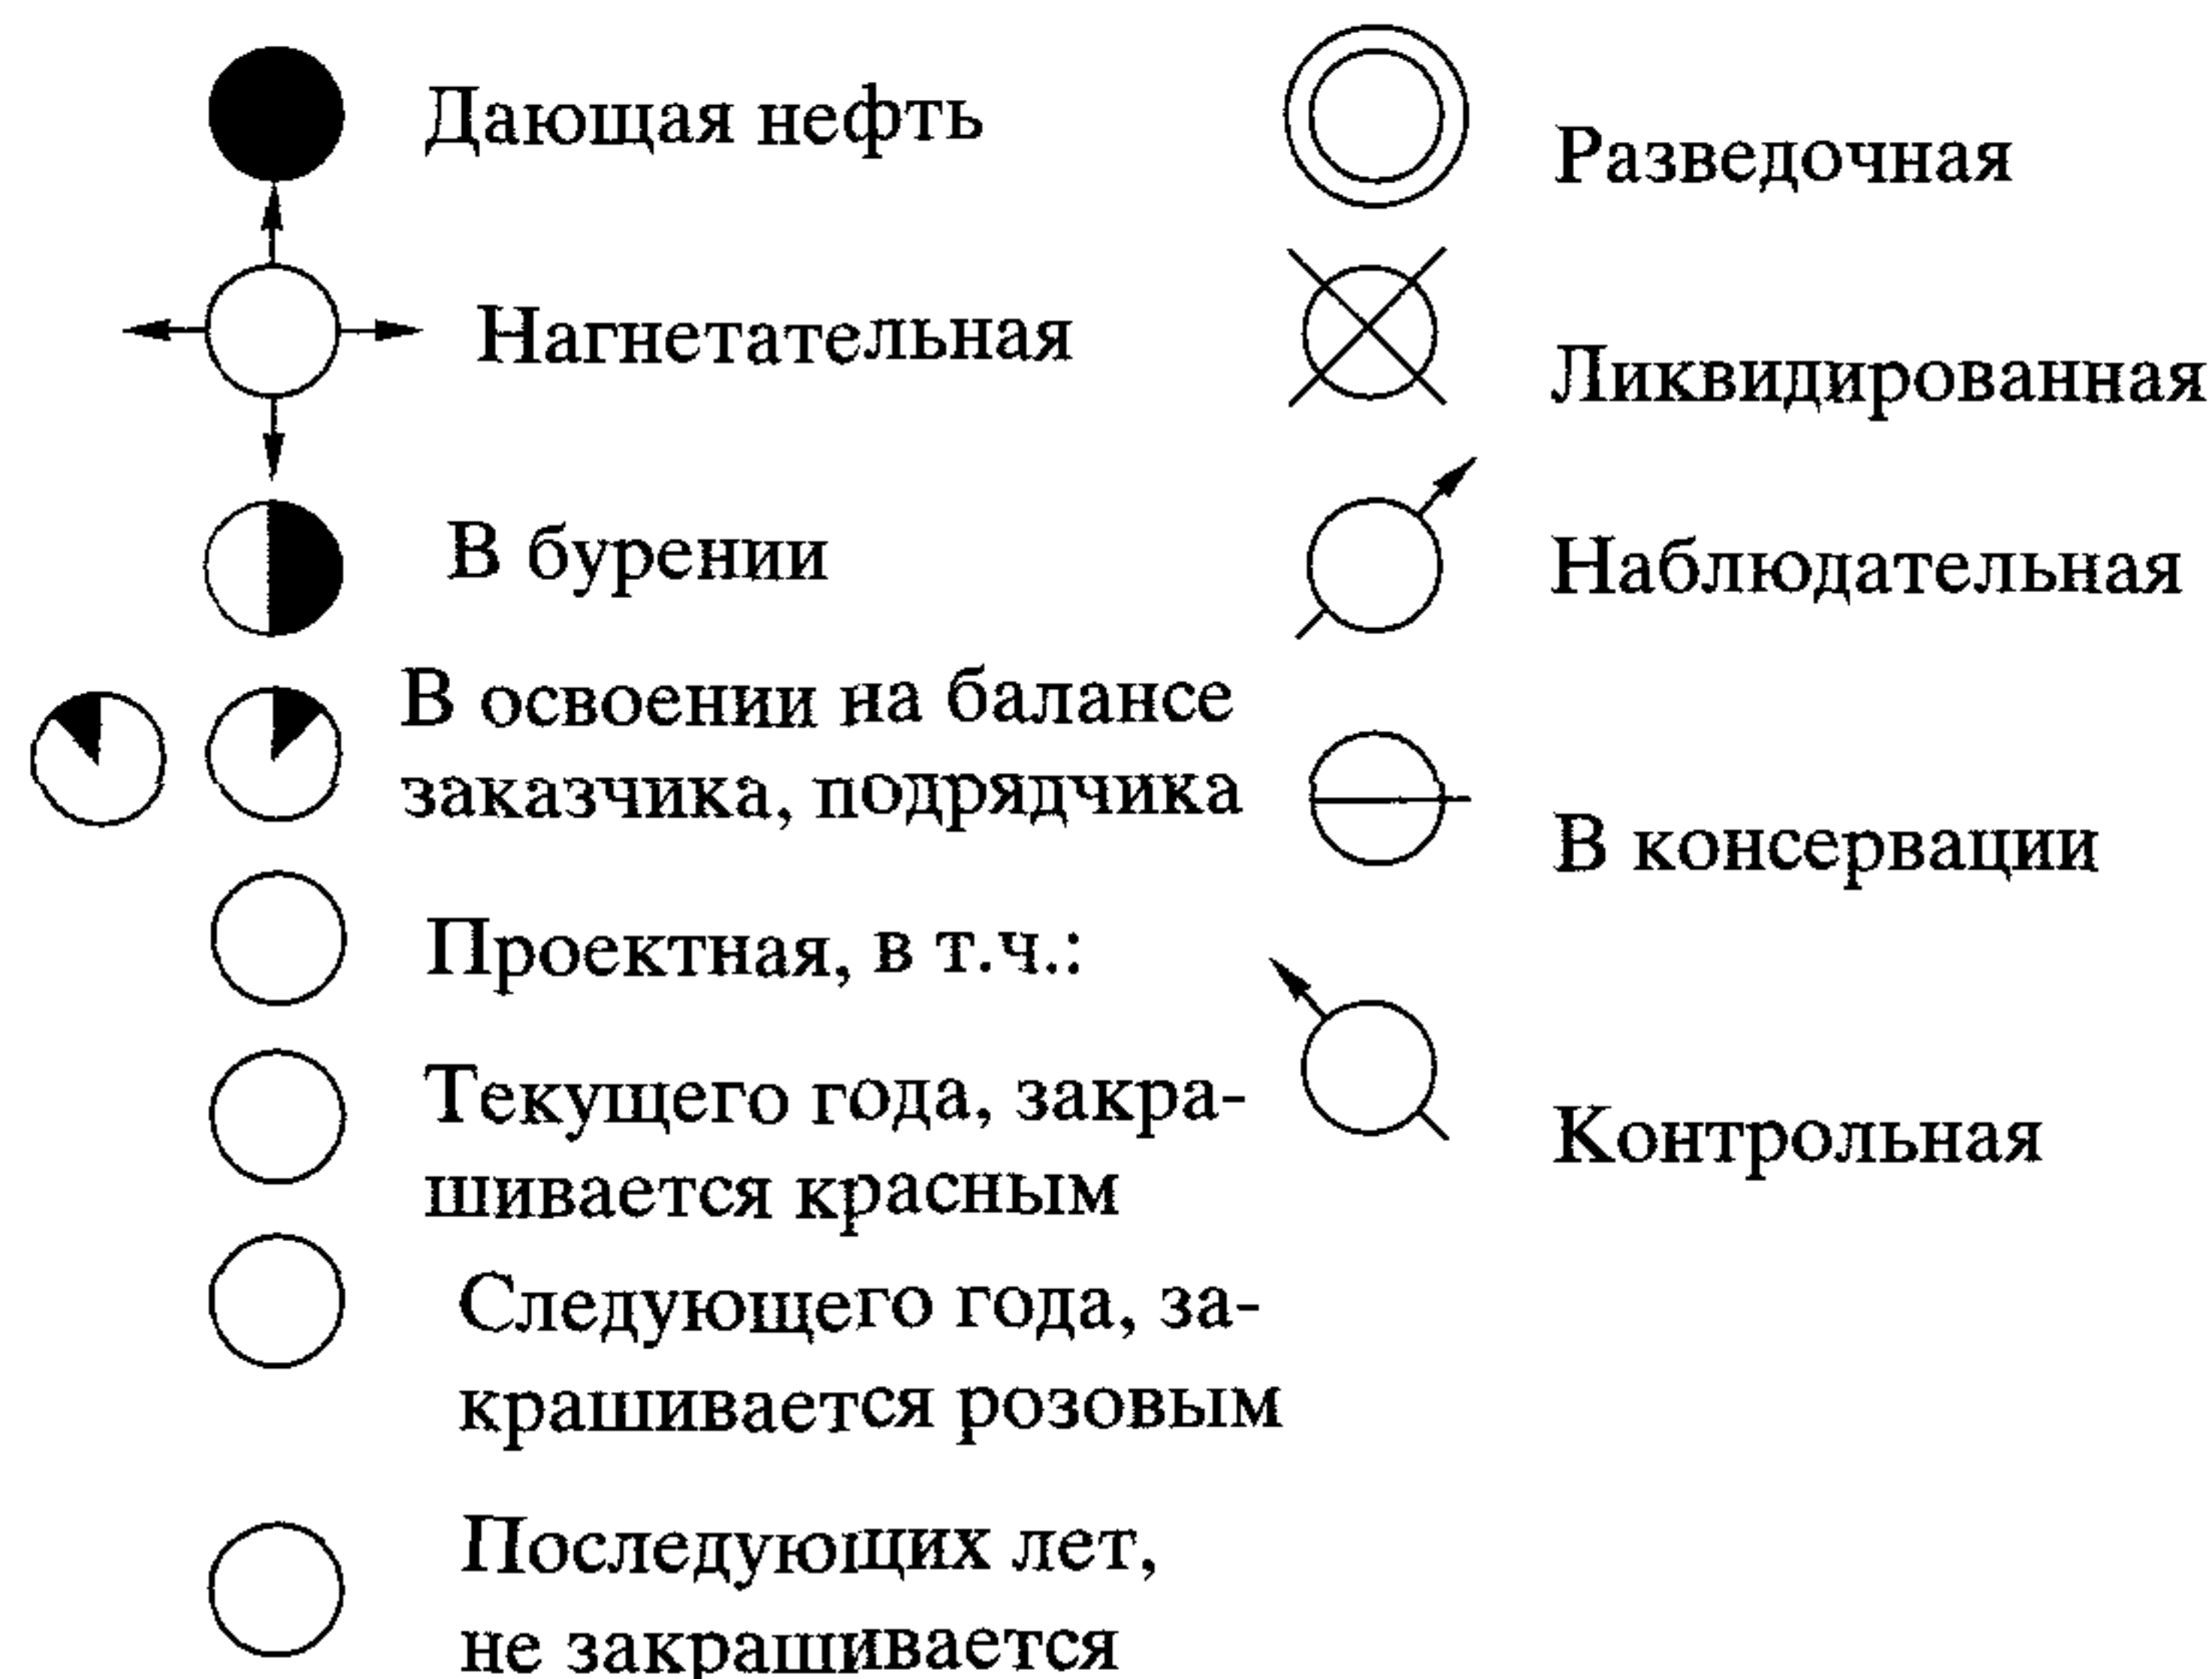 Дающая нефть
Нагнетательная
В бурении
В освоении на балансе
заказчика, подрядчика
Проектная, в т.ч.:
Текущего года, закра-
шивается красным
Следующего года, за-
крашивается розовым
Последующих лет,
не закрашивается
Разведочная
Ликвидированная
Наблюдательная
В консервации
Контрольная